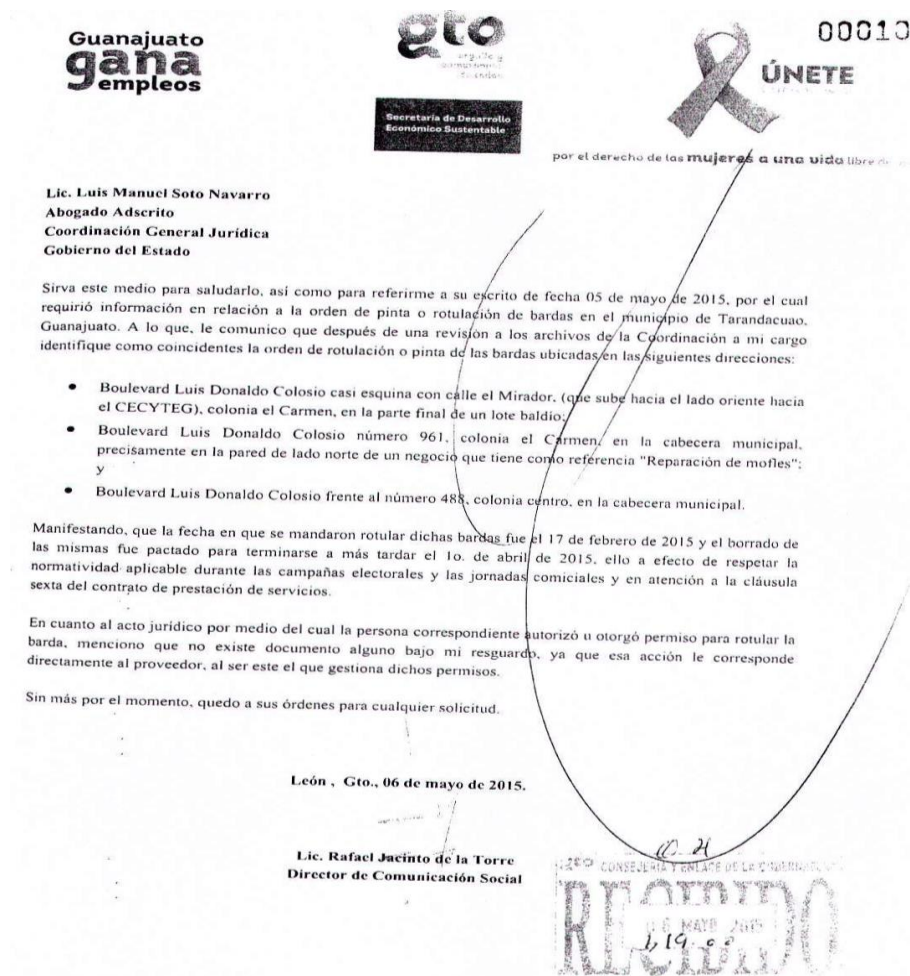 Guanajuato
gana
empleos
gto
orgullo y
compromiso
Secretaría de Desarrollo
Económico Sustentable
00010
ÚNETE
por el derecho de las mujeres a una vida libre
Lic. Luis Manuel Soto Navarro
Abogado Adscrito
Coordinación General Jurídica
Gobierno del Estado
Sirva este medio para saludarlo, así como para referirme a su escrito de fecha 05 de mayo de 2015, por el cual
requirió información en relación a la orden de pinta o rotulación de bardas en el municipio de Tarandacuao,
Guanajuato. A lo que, le comunico que después de una revisión a los archivos de la Coordinación a mi cargo
identifique como coincidentes la orden de rotulación o pinta de las bardas ubicadas en las siguientes direcciones:
• Boulevard Luis Donaldo Colosio casi esquina con calle el Mirador, (que sube hacia el lado oriente hacia
el CECYTEG), colonia el Carmen, en la parte final de un lote baldio;
• Boulevard Luis Donaldo Colosio número 961, colonia el Carmen, en la cabecera municipal,
precisamente en la pared de lado norte de un negocio que tiene como referencia "Reparación de mofles";
y
• Boulevard Luis Donaldo Colosio frente al número 488, colonia centro, en la cabecera municipal.
Manifestando, que la fecha en que se mandaron rotular dichas bardas fue el 17 de febrero de 2015 y el borrado de
las mismas fue pactado para terminarse a más tardar el 1o. de abril de 2015, ello a efecto de respetar la
normatividad aplicable durante las campañas electorales y las jornadas comiciales y en atención a la cláusula
sexta del contrato de prestación de servicios.
En cuanto al acto jurídico por medio del cual la persona correspondiente autorizó u otorgó permiso para rotular la
barda, menciono que no existe documento alguno bajo mi resguardo, ya que esa acción le corresponde
directamente al proveedor, al ser este el que gestiona dichos permisos.
Sin más por el momento, quedo a sus órdenes para cualquier solicitud.
León , Gto., 06 de mayo de 2015.
Lic. Rafael Jacinto de la Torre
Director de Comunicación Social
gto CONSEJERÍA Y ENLACE DE LA GUBERNATURA
RECIBIDO
06 MAYO 2015